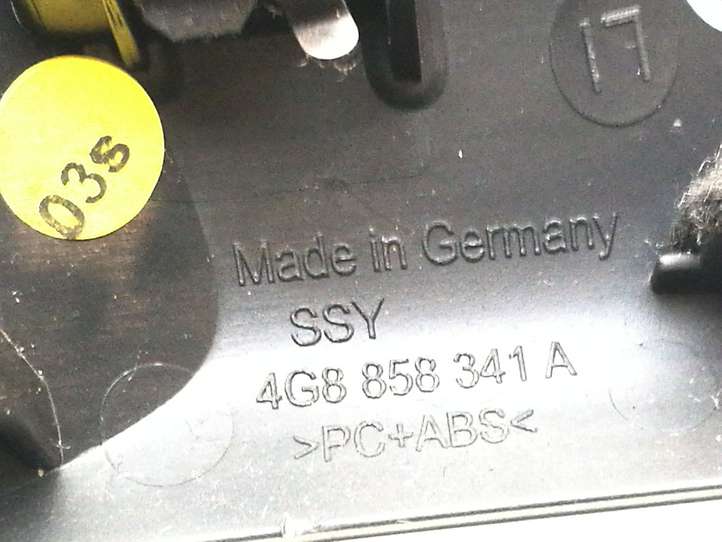 17
03s
Made in Germany
SSY
4G8 858 341 A
>PC+ABS<